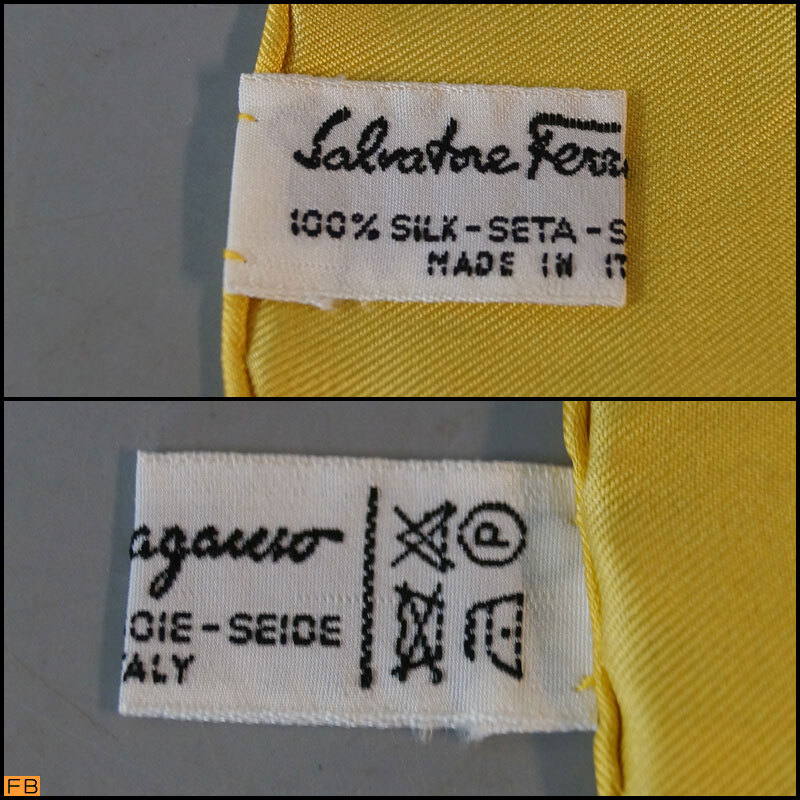 Salvatore Ferr
100% SILK-SETA-S
MADE IN IT
agamo
OIE-SEIDE
ALY
P
FB